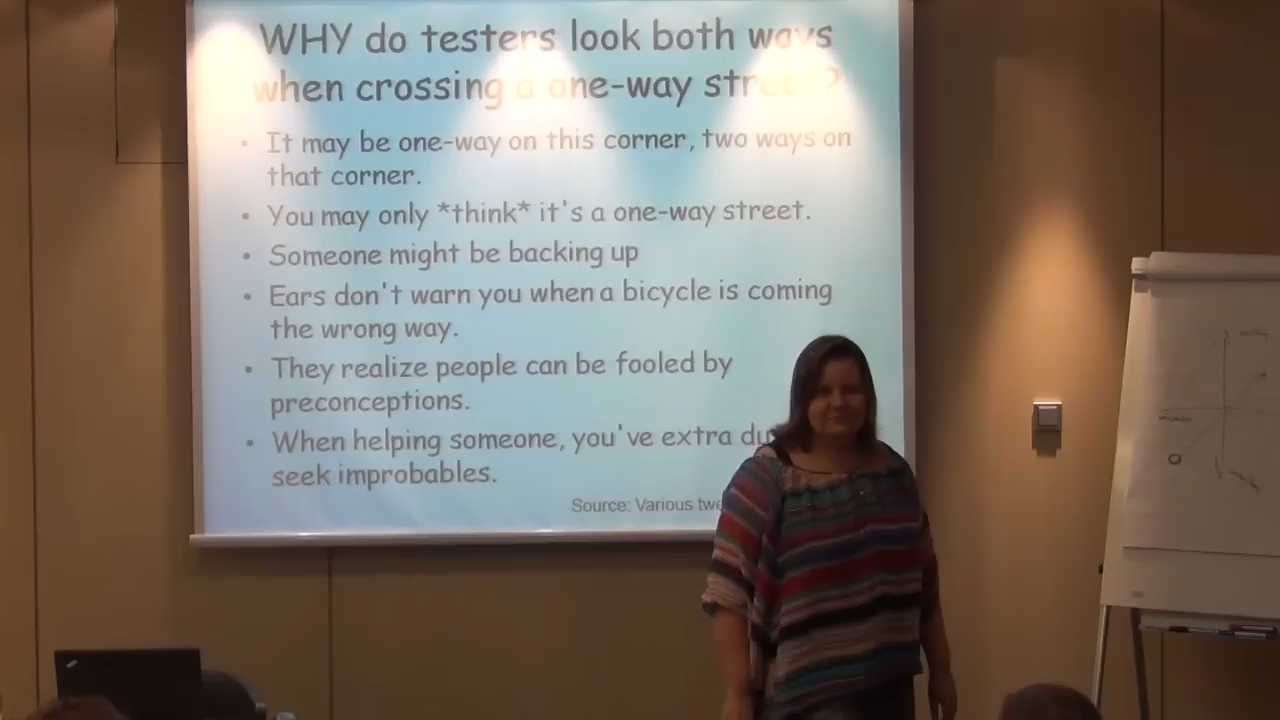 WHY do testers look both ways
when crossing a one-way street?
• It may be one-way on this corner, two ways on
that corner.
• You may only *think* it's a one-way street.
• Someone might be backing up
• Ears don't warn you when a bicycle is coming
the wrong way.
• They realize people can be fooled by
preconceptions.
• When helping someone, you've extra
seek improbables.
Source: Various